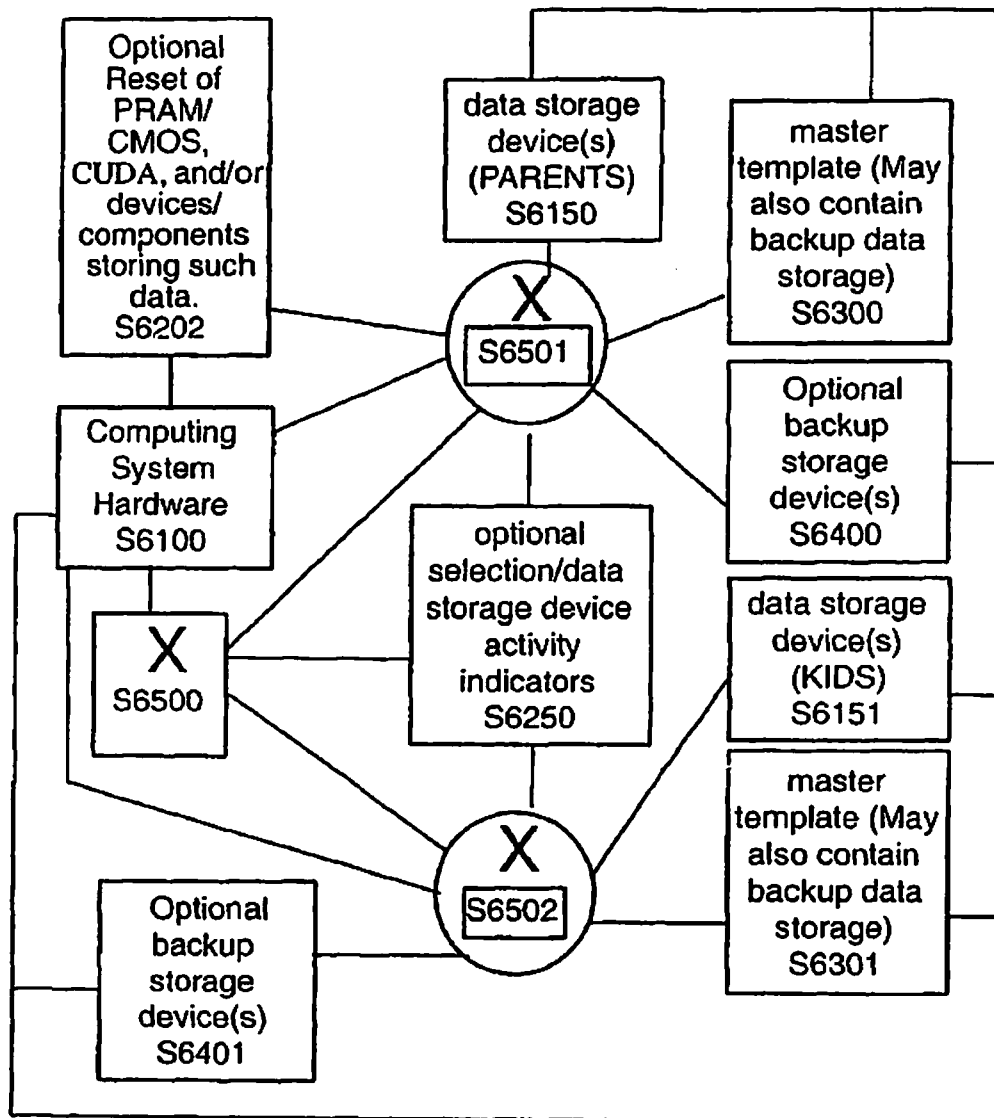 Optional
Reset of
PRAM/
CMOS,
CUDA, and/or
devices/
components
storing such
data.
S6202
data storage
device(s)
(PARENTS)
S6150
master
template (May
also contain
backup data
storage)
S6300
X
S6501
Computing
System
Hardware
S6100
Optional
backup
storage
device(s)
S6400
optional
selection/data
storage device
activity
indicators
S6250
X
S6500
data storage
device(s)
(KIDS)
S6151
master
template (May
also contain
backup data
storage)
S6301
X
S6502
Optional
backup
storage
device(s)
S6401